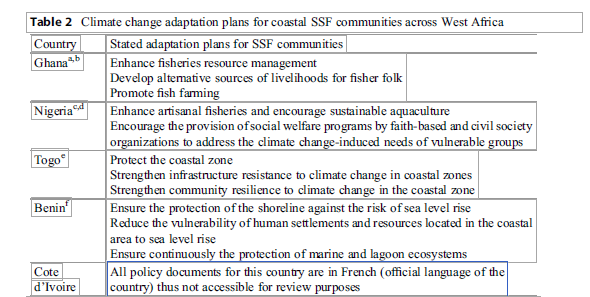 Table 2 Climate change adaptation plans for coastal SSF communities across West Africa
Country Stated adaptation plans for SSF communities
Ghanaa,b Enhance fisheries resource management
Develop alternative sources of livelihoods for fisher folk
Promote fish farming
Nigeriac,d Enhance artisanal fisheries and encourage sustainable aquaculture
Encourage the provision of social welfare programs by faith-based and civil society
organizations to address the climate change-induced needs of vulnerable groups
Togoe Protect the coastal zone
Strengthen infrastructure resistance to climate change in coastal zones
Strengthen community resilience to climate change in the coastal zone
Beninf Ensure the protection of the shoreline against the risk of sea level rise
Reduce the vulnerability of human settlements and resources located in the coastal
area to sea level rise
Ensure continuously the protection of marine and lagoon ecosystems
Cote All policy documents for this country are in French (official language of the
d'Ivoire country) thus not accessible for review purposes